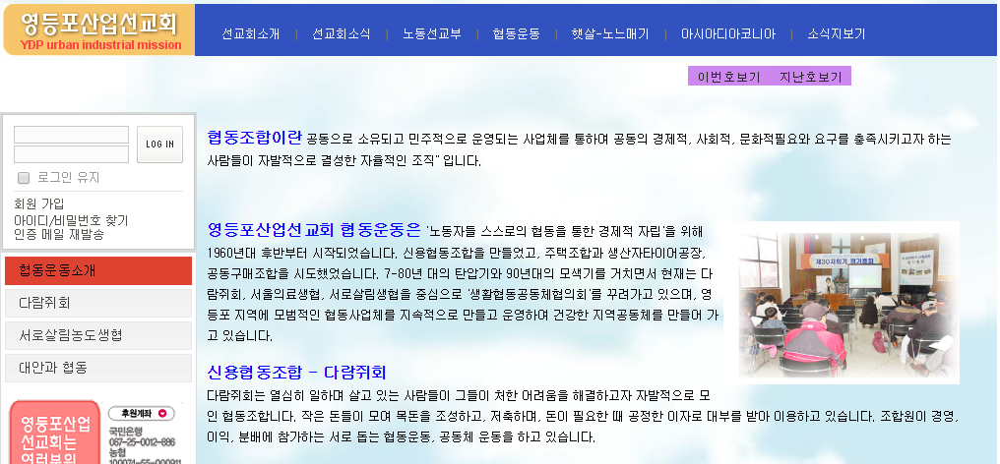 영등포산업선교회
YDP urban industrial mission
선교회소개 | 선교회소식 | 노동선교부 | 협동운동 | 햇살-노느매기 | 아시아디아코니아 | 소식지보기
이번호보기 지난호보기
LOG IN
로그인 유지
회원 가입
아이디/비밀번호 찾기
인증 메일 재발송
협동운동소개
다람쥐회
서로살림농도생협
대안과 협동
영등포산업
선교회는
여러분의
후원계좌
국민은행
067-25-0012-886
농협
100074-55-000911
협동조합이란 공동으로 소유되고 민주적으로 운영되는 사업체를 통하여 공동의 경제적, 사회적, 문화적필요와 요구를 충족시키고자 하는
사람들이 자발적으로 결성한 자율적인 조직" 입니다.
영등포산업선교회 협동운동은 '노동자들 스스로의 협동을 통한 경제적 자립'을 위해
1960년대 후반부터 시작되었습니다. 신용협동조합을 만들었고, 주택조합과 생산자타이어공장,
공동구매조합을 시도했었습니다. 7-80년 대의 탄압기와 90년대의 모색기를 거치면서 현재는 다
람쥐회, 서울의료생협, 서로살림생협을 중심으로 '생활협동공동체협의회'를 꾸려가고 있으며, 영
등포 지역에 모범적인 협동사업체를 지속적으로 만들고 운영하여 건강한 지역공동체를 만들어 가
고 있습니다.
제30차회기 정기총회
신용협동조합 - 다람쥐회
다람쥐회는 열심히 일하며 살고 있는 사람들이 그들이 처한 어려움을 해결하고자 자발적으로 모
인 협동조합니다. 작은 돈들이 모여 목돈을 조성하고, 저축하며, 돈이 필요한 때 공정한 이자로 대부를 받아 이용하고 있습니다. 조합원이 경영,
이익, 분배에 참가하는 서로 돕는 협동운동, 공동체 운동을 하고 있습니다.